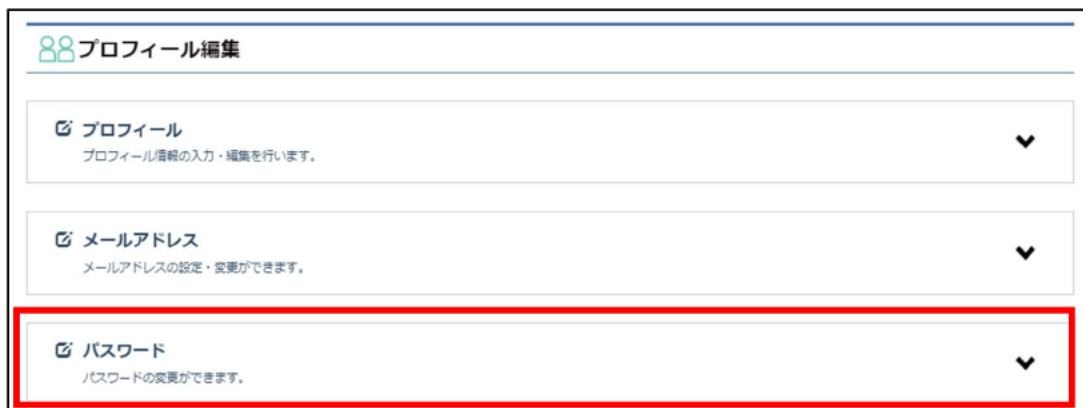 プロフィール編集
プロフィール
プロフィール情報の入力・編集を行います。
メールアドレス
メールアドレスの設定・変更ができます。
パスワード
パスワードの変更ができます。